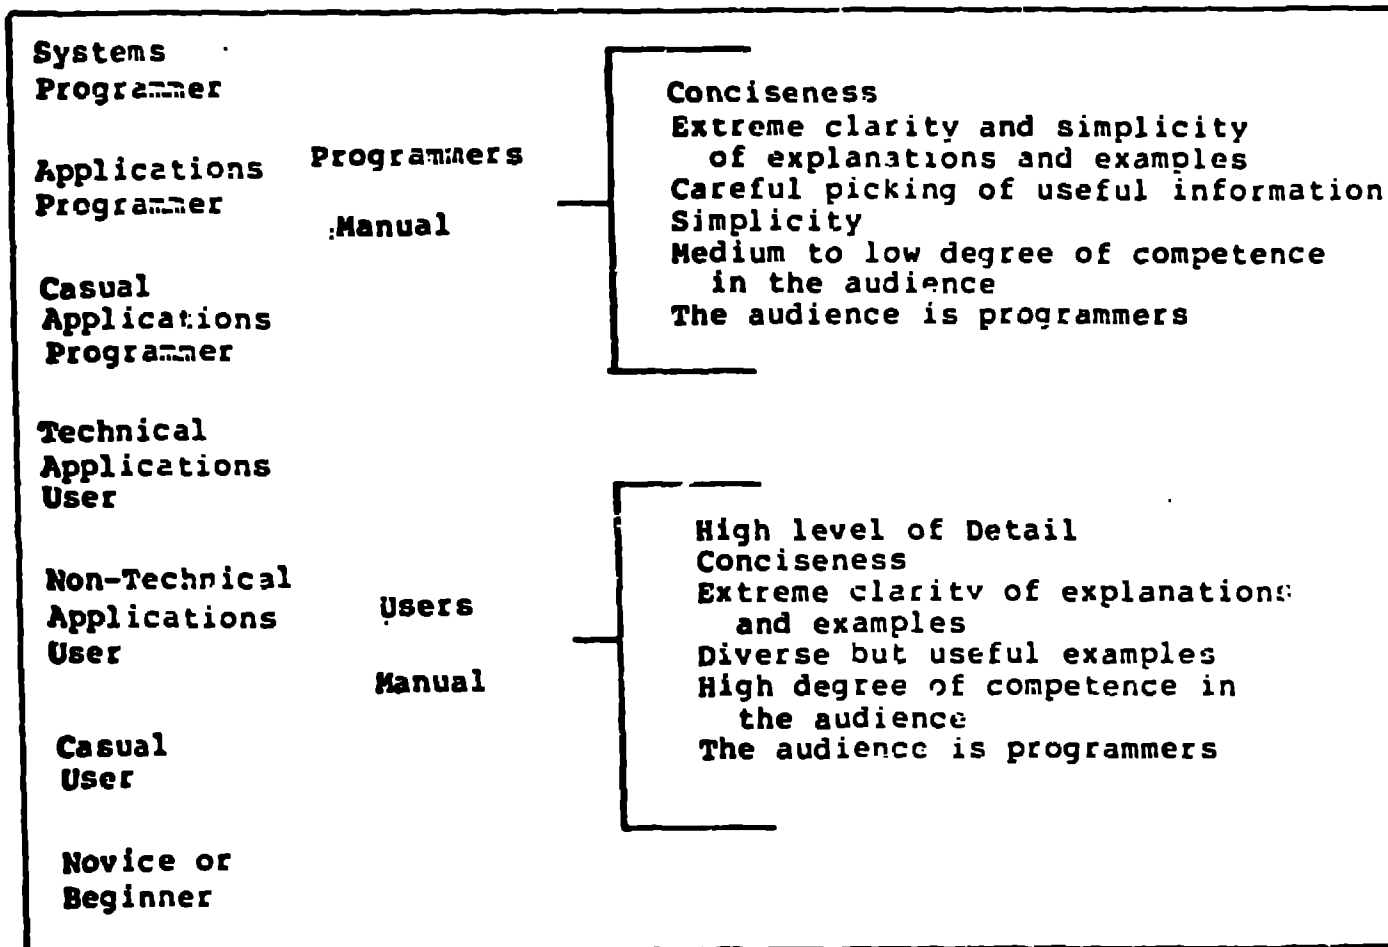 Systems
Programmer
Applications
Programmer
Casual
Applications
Programmer
Technical
Applications
User
Non-Technical
Applications
User
Casual
User
Novice or
Beginner
Programmers
Manual
Users
Manual
Conciseness
Extreme clarity and simplicity
of explanations and examples
Careful picking of useful information
Simplicity
Medium to low degree of competence
in the audience
The audience is programmers
High level of Detail
Conciseness
Extreme clarity of explanations
and examples
Diverse but useful examples
High degree of competence in
the audience
The audience is programmers